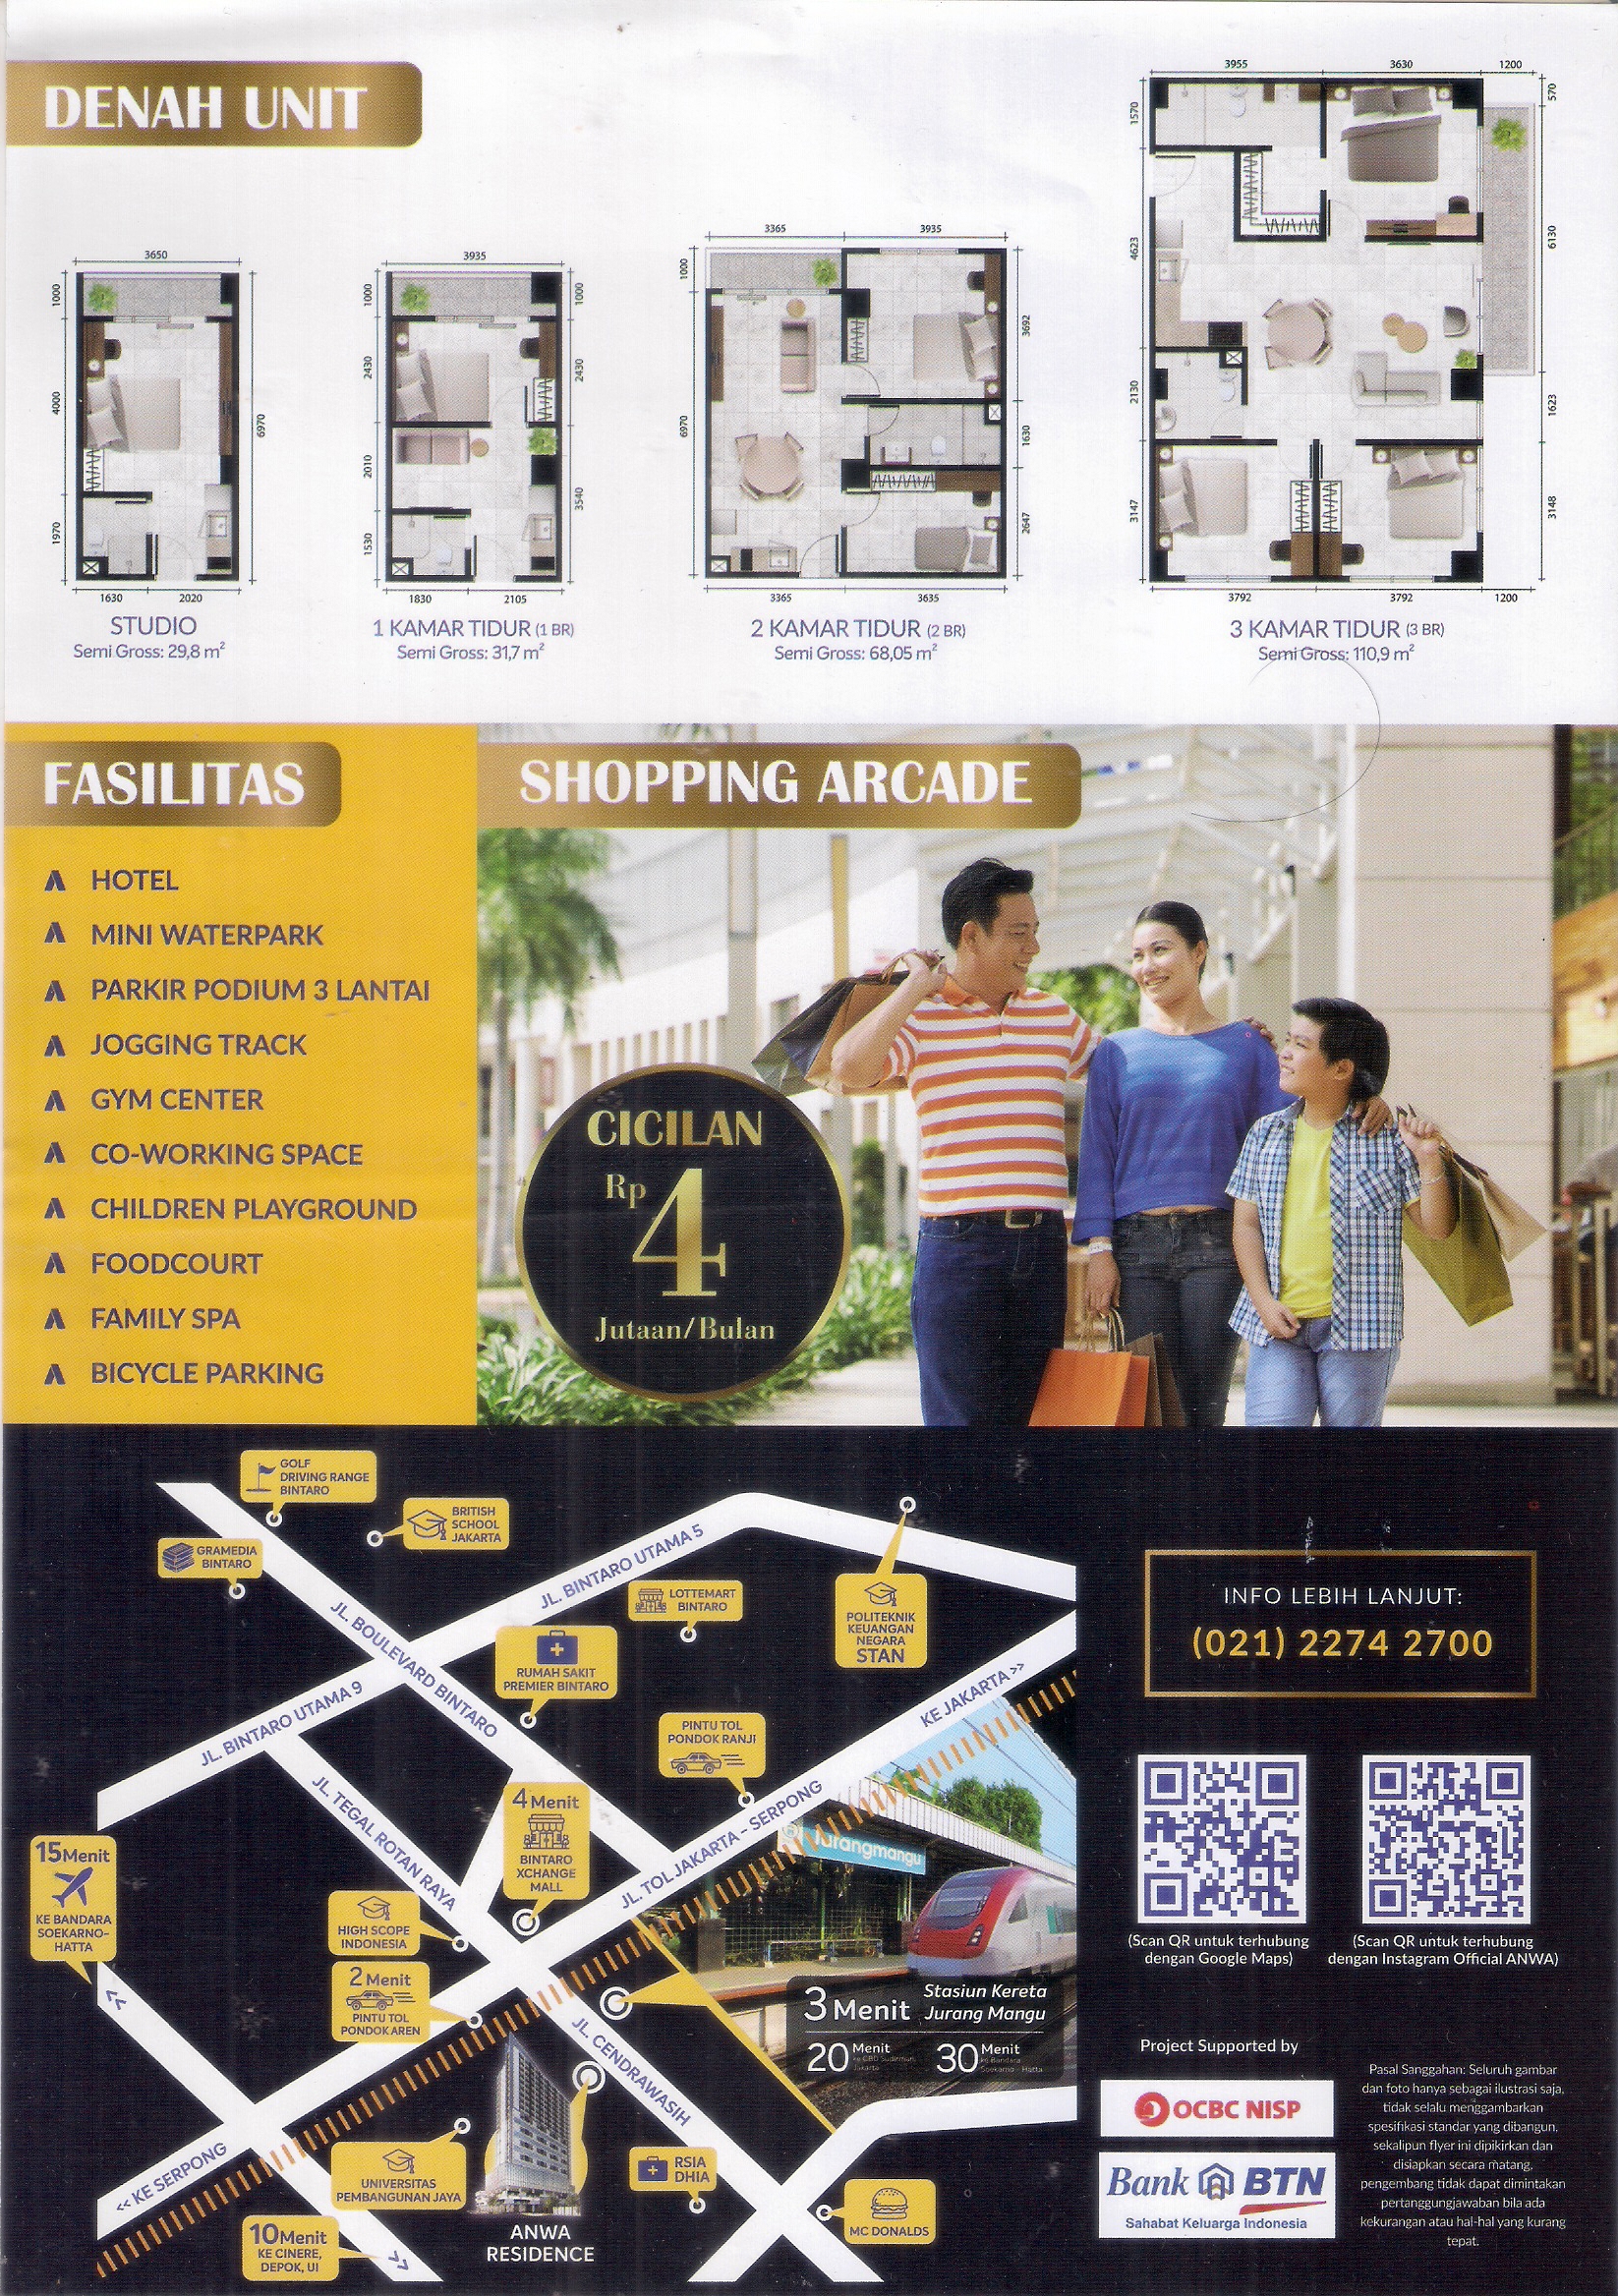 DENAH UNIT
3650
1000
4000
1970
6970
1630
2020
STUDIO
Semi Gross: 29,8 m²
3935
1000
2430
2010
1530
1000
2430
3540
1830
2105
1 KAMAR TIDUR (1 BR)
Semi Gross: 31,7 m²
3365
3935
1000
6970
3692
1630
2647
3365
3635
2 KAMAR TIDUR (2 BR)
Semi Gross: 68,05 m²
3955
3630
1200
1570
4623
2130
3147
570
6130
1623
3148
3792
3792
1200
3 KAMAR TIDUR (3 BR)
Semi Gross: 110,9 m²
FASILITAS
HOTEL
MINI WATERPARK
PARKIR PODIUM 3 LANTAI
JOGGING TRACK
GYM CENTER
CO-WORKING SPACE
CHILDREN PLAYGROUND
FOODCOURT
FAMILY SPA
BICYCLE PARKING
SHOPPING ARCADE
CICILAN
Rp 4
Jutaan/Bulan
GOLF
DRIVING RANGE
BINTARO
BRITISH
SCHOOL
JAKARTA
GRAMEDIA
BINTARO
JL. BINTARO UTAMA 5
JL. BOULEVARD BINTARO
LOTTEMART
BINTARO
POLITEKNIK
KEUANGAN
NEGARA
STAN
RUMAH SAKIT
PREMIER BINTARO
JL. BINTARO UTAMA 9
KE JAKARTA >>
PINTU TOL
PONDOK RANJI
JL. TEGAL ROTAN RAYA
4 Menit
BINTARO
XCHANGE
MALL
JL. TOL JAKARTA - SERPONG
Jurangmangu
15 Menit
KE BANDARA
SOEKARNO-
HATTA
HIGH SCOPE
INDONESIA
2 Menit
PINTU TOL
PONDOK AREN
3 Menit
Stasiun Kereta
Jurang Mangu
20 Menit
ke CBD Sudirman,
Jakarta
30 Menit
ke Bandara
Soekarno - Hatta
JL. CENDRAWASIH
<< KE SERPONG
UNIVERSITAS
PEMBANGUNAN JAYA
RSIA
DHIA
MC DONALDS
10 Menit
KE CINERE,
DEPOK, UI
ANWA
RESIDENCE
INFO LEBIH LANJUT:
(021) 2274 2700
(Scan QR untuk terhubung
dengan Google Maps)
(Scan QR untuk terhubung
dengan Instagram Official ANWA)
Project Supported by
OCBC NISP
Bank BTN
Sahabat Keluarga Indonesia
Pasal Sanggahan: Seluruh gambar
dan foto hanya sebagai ilustrasi saja,
tidak selalu menggambarkan
spesifikasi standar yang dibangun.
sekalipun flyer ini dipikirkan dan
disiapkan secara matang,
pengembang tidak dapat dimintakan
pertanggungjawaban bila ada
kekurangan atau hal-hal yang kurang
tepat.